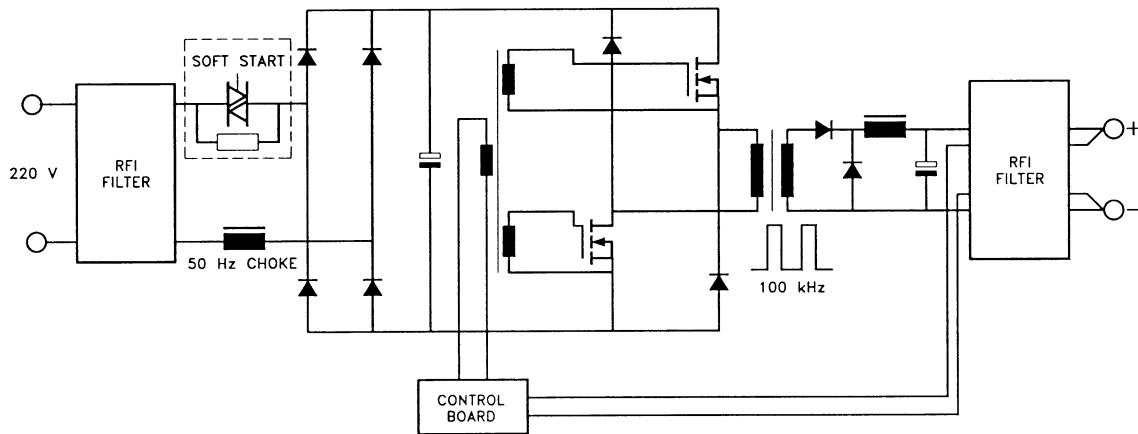 SOFT START
220 V
RFI
FILTER
50 Hz CHOKE
100 kHz
RFI
FILTER
+
−
CONTROL
BOARD